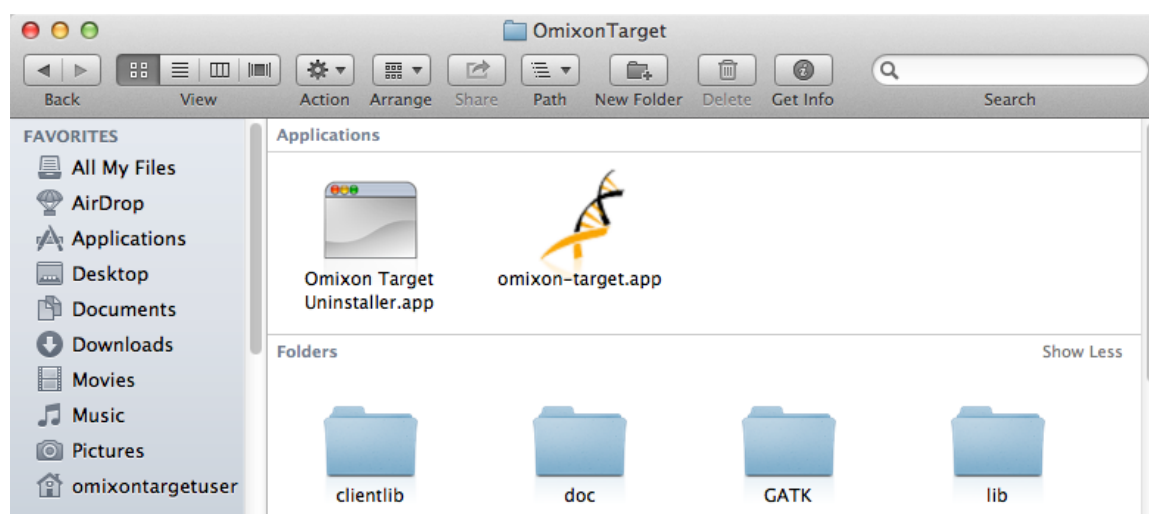 OmixonTarget
Back View Action Arrange Share Path New Folder Delete Get Info Search
FAVORITES
All My Files
AirDrop
Applications
Desktop
Documents
Downloads
Movies
Music
Pictures
omixontargetuser
Applications
Omixon Target
Uninstaller.app
omixon-target.app
Folders Show Less
clientlib doc GATK lib